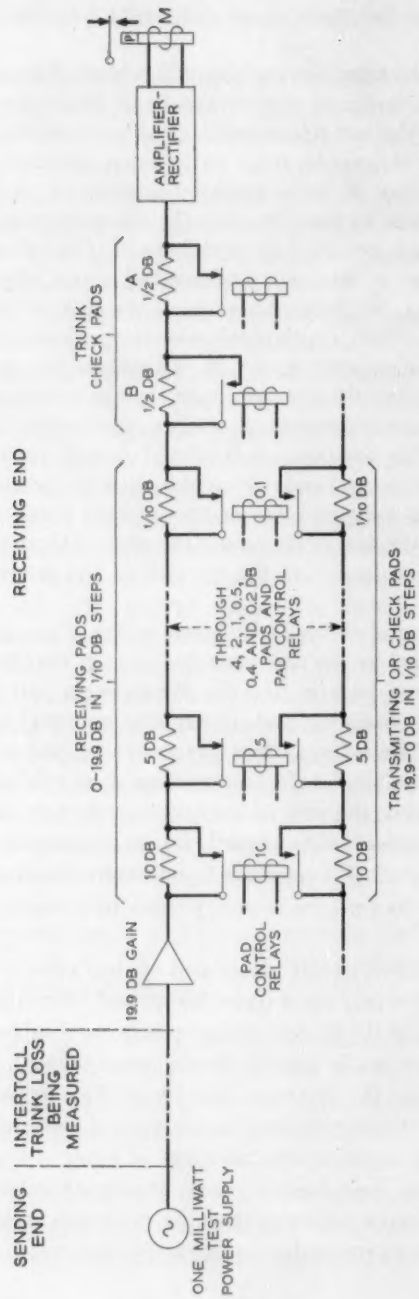 SENDING
END
INTERTOLL
TRUNK LOSS
BEING
MEASURED
RECEIVING END
ONE MILLIWATT
TEST
POWER SUPPLY
19.9 DB GAIN
RECEIVING PADS
0-19.9 DB IN 1/10 DB STEPS
TRUNK
CHECK PADS
10 DB
5 DB
1/10 DB
B
1/2 DB
A
1/2 DB
AMPLIFIER-
RECTIFIER
P
M
PAD
CONTROL
RELAYS
10
5
THROUGH
4, 2, 1, 0.5,
0.4, AND 0.2 DB
PADS AND
PAD CONTROL
RELAYS
0.1
10 DB
5 DB
1/10 DB
TRANSMITTING OR CHECK PADS
19.9-0 DB IN 1/10 DB STEPS